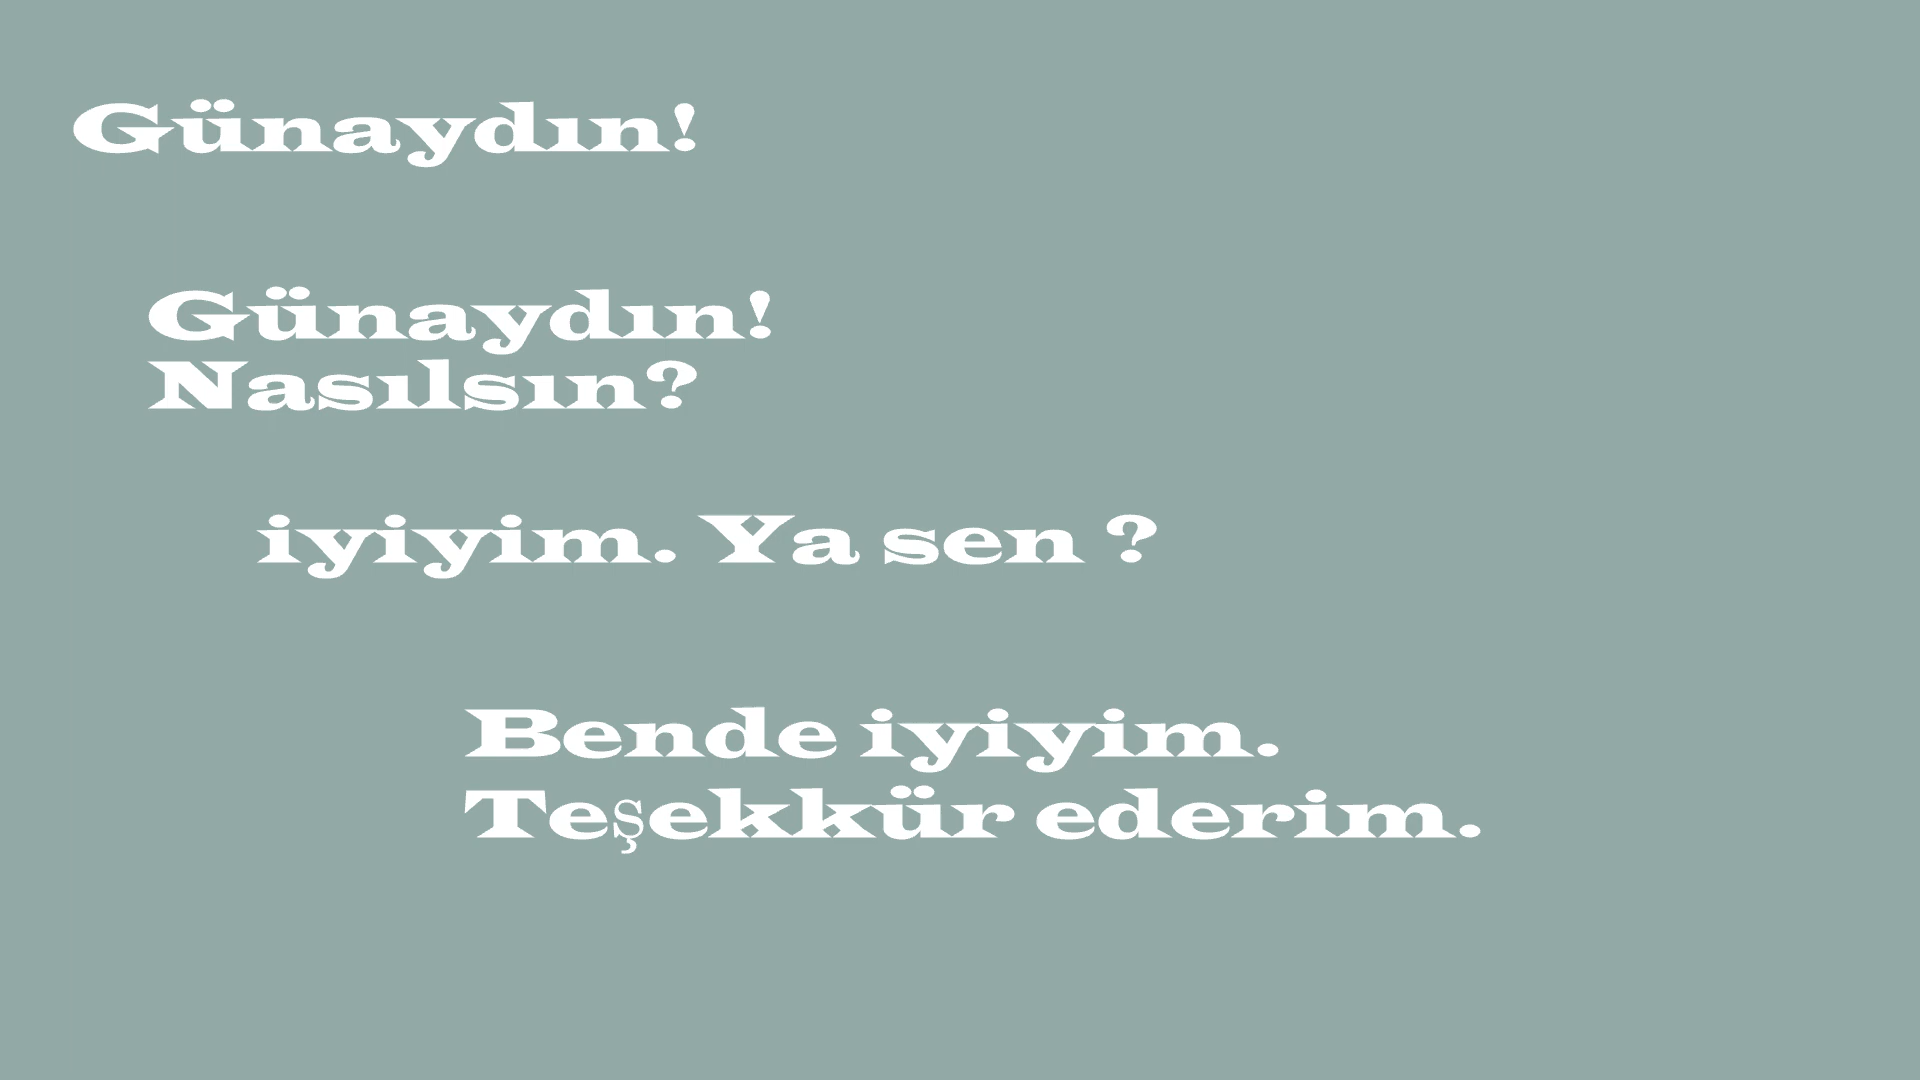 Günaydın!
Günaydın!
Nasılsın?
iyiyim. Ya sen ?
Bende iyiyim.
Teşekkür ederim.